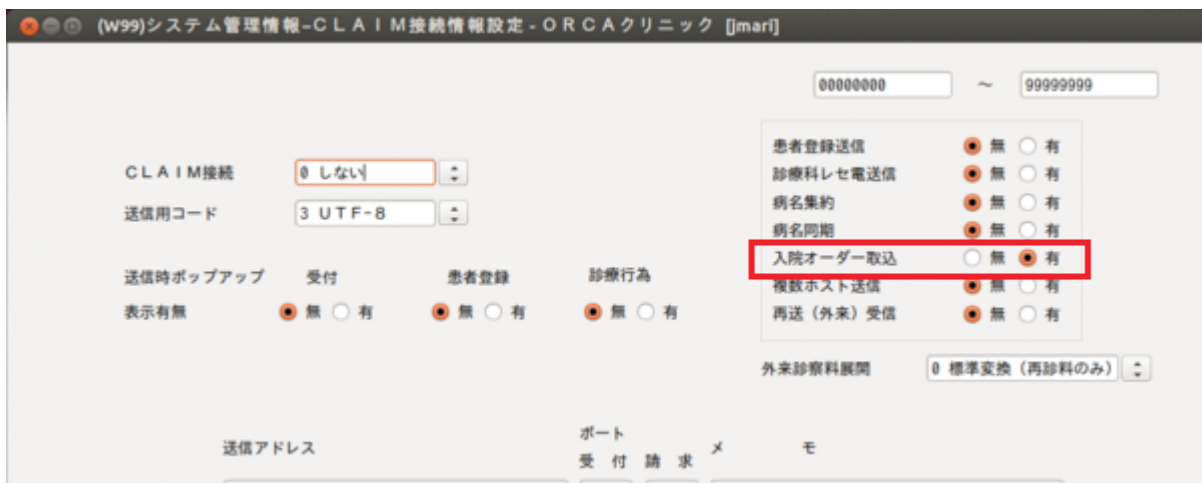 (W99)システム管理情報-ＣＬＡＩＭ接続情報設定 - ＯＲＣＡクリニック [jmari]
00000000 ～ 99999999
ＣＬＡＩＭ接続 0 しない
送信用コード 3 ＵＴＦ-８
送信時ポップアップ 受付 患者登録 診療行為
表示有無 無 有 無 有 無 有
患者登録送信 無 有
診療科レセ電送信 無 有
病名集約 無 有
病名同期 無 有
入院オーダー取込 無 有
複数ホスト送信 無 有
再送（外来）受信 無 有
外来診察料展開 0 標準変換（再診料のみ）
送信アドレス ポート メ モ
受 付 請 求